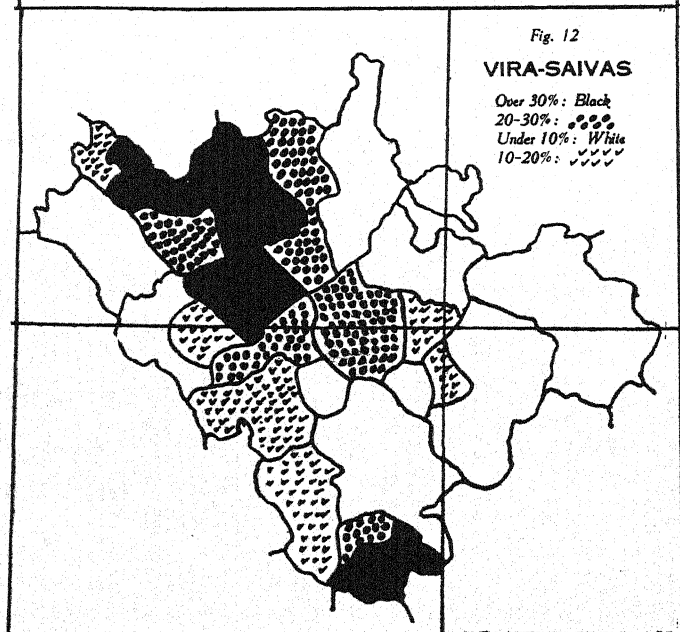 Fig. 12
VIRA-SAIVAS
Over 30%: Black
20-30%:
Under 10%: White
10-20%: